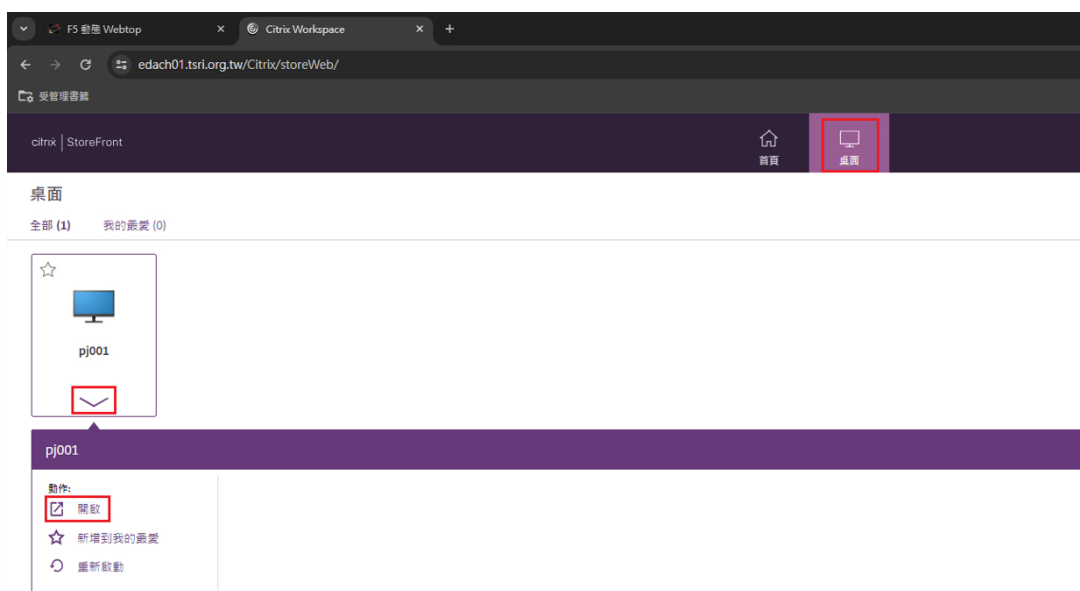 F5 動態 Webtop
Citrix Workspace
edach01.tsri.org.tw/Citrix/storeWeb/
受管理書籤
citrix | StoreFront
首頁
桌面
桌面
全部 (1)
我的最愛 (0)
pj001
pj001
動作:
開啟
新增到我的最愛
重新啟動